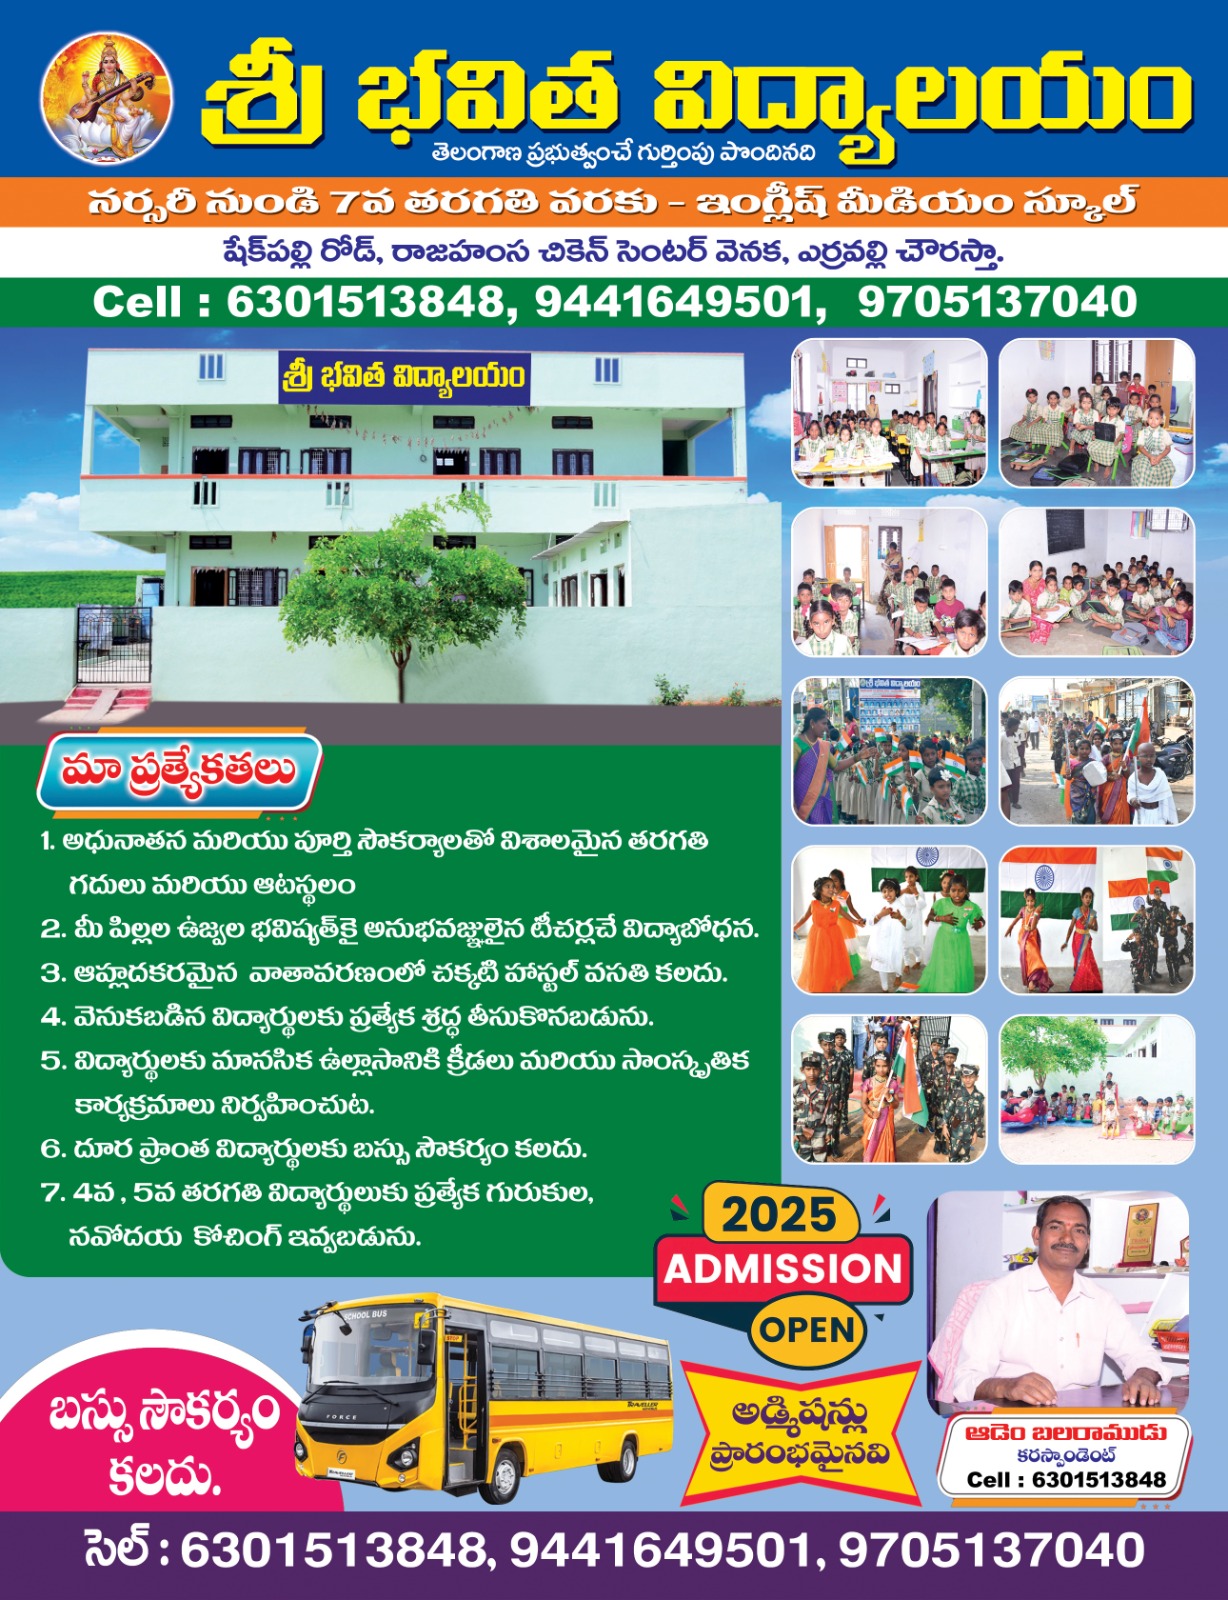 శ్రీ భవిత విద్యాలయం
తెలంగాణ ప్రభుత్వంచే గుర్తింపు పొందినది
నర్సరీ నుండి 7వ తరగతి వరకు - ఇంగ్లీష్ మీడియం స్కూల్
షేక్‌పల్లి రోడ్, రాజహంస చికెన్ సెంటర్ వెనక, ఎర్రవల్లి చౌరస్తా.
Cell : 6301513848, 9441649501, 9705137040
శ్రీ భవిత విద్యాలయం
మా ప్రత్యేకతలు
1. అధునాతన మరియు పూర్తి సౌకర్యాలతో విశాలమైన తరగతి
గదులు మరియు ఆటస్థలం
2. మీ పిల్లల ఉజ్వల భవిష్యత్‌కై అనుభవజ్ఞులైన టీచర్లచే విద్యాబోధన.
3. ఆహ్లదకరమైన వాతావరణంలో చక్కటి హాస్టల్ వసతి కలదు.
4. వెనుకబడిన విద్యార్థులకు ప్రత్యేక శ్రద్ధ తీసుకొనబడును.
5. విద్యార్థులకు మానసిక ఉల్లాసానికి క్రీడలు మరియు సాంస్కృతిక
కార్యక్రమాలు నిర్వహించుట.
6. దూర ప్రాంత విద్యార్థులకు బస్సు సౌకర్యం కలదు.
7. 4వ , 5వ తరగతి విద్యార్థులుకు ప్రత్యేక గురుకుల,
నవోదయ కోచింగ్ ఇవ్వబడును.
2025
ADMISSION
OPEN
అడ్మిషన్లు
ప్రారంభమైనవి
బస్సు సౌకర్యం
కలదు.
SCHOOL BUS
STOP
FORCE
TRAVELLER
ఆడెం బలరాముడు
కరస్పాండెంట్
Cell : 6301513848
సెల్ : 6301513848, 9441649501, 9705137040